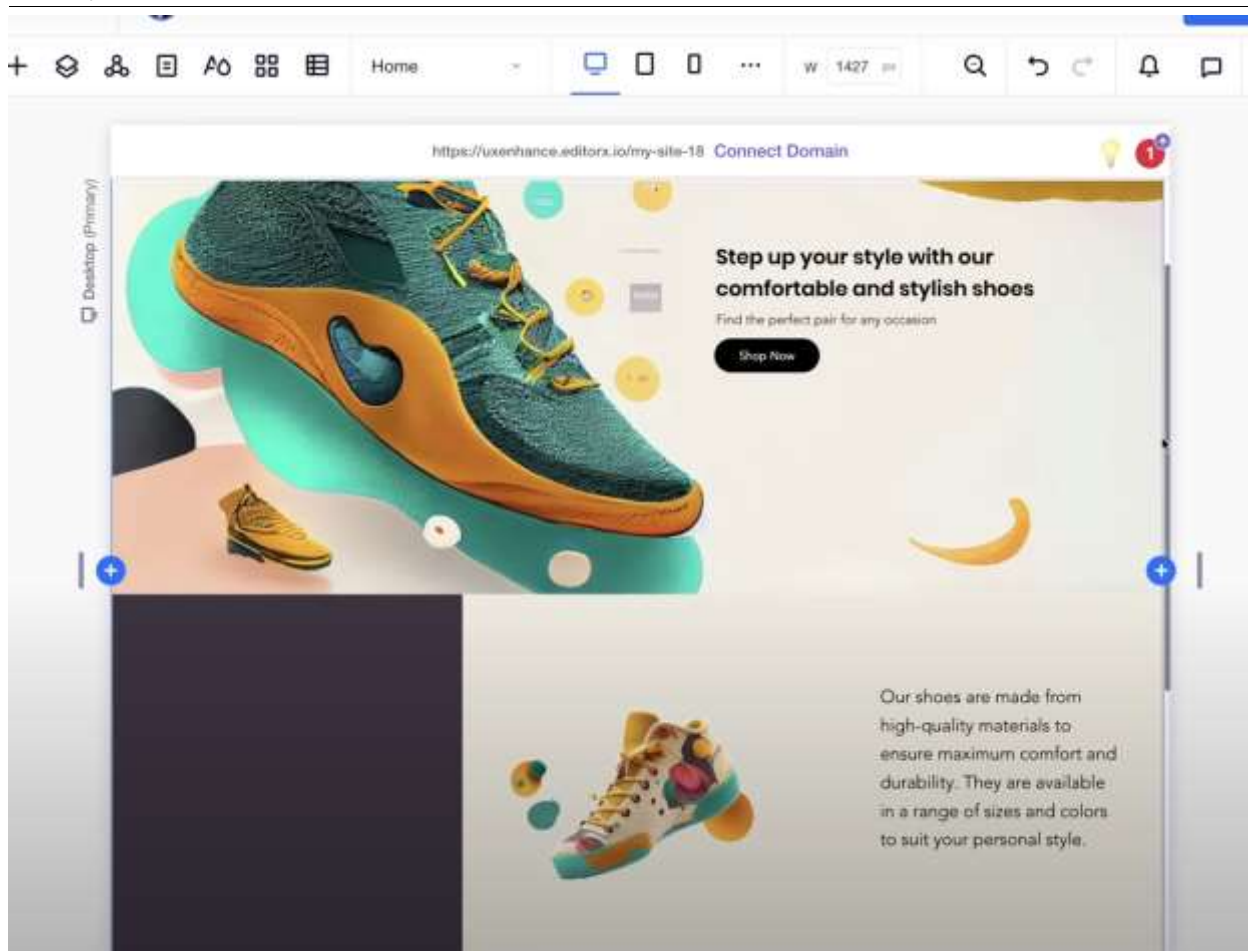 Home
W 1427 px
https://uxenhance.editorx.io/my-site-18 Connect Domain
1
Desktop (Primary)
Step up your style with our
comfortable and stylish shoes
Find the perfect pair for any occasion
Shop Now
Our shoes are made from
high-quality materials to
ensure maximum comfort and
durability. They are available
in a range of sizes and colors
to suit your personal style.